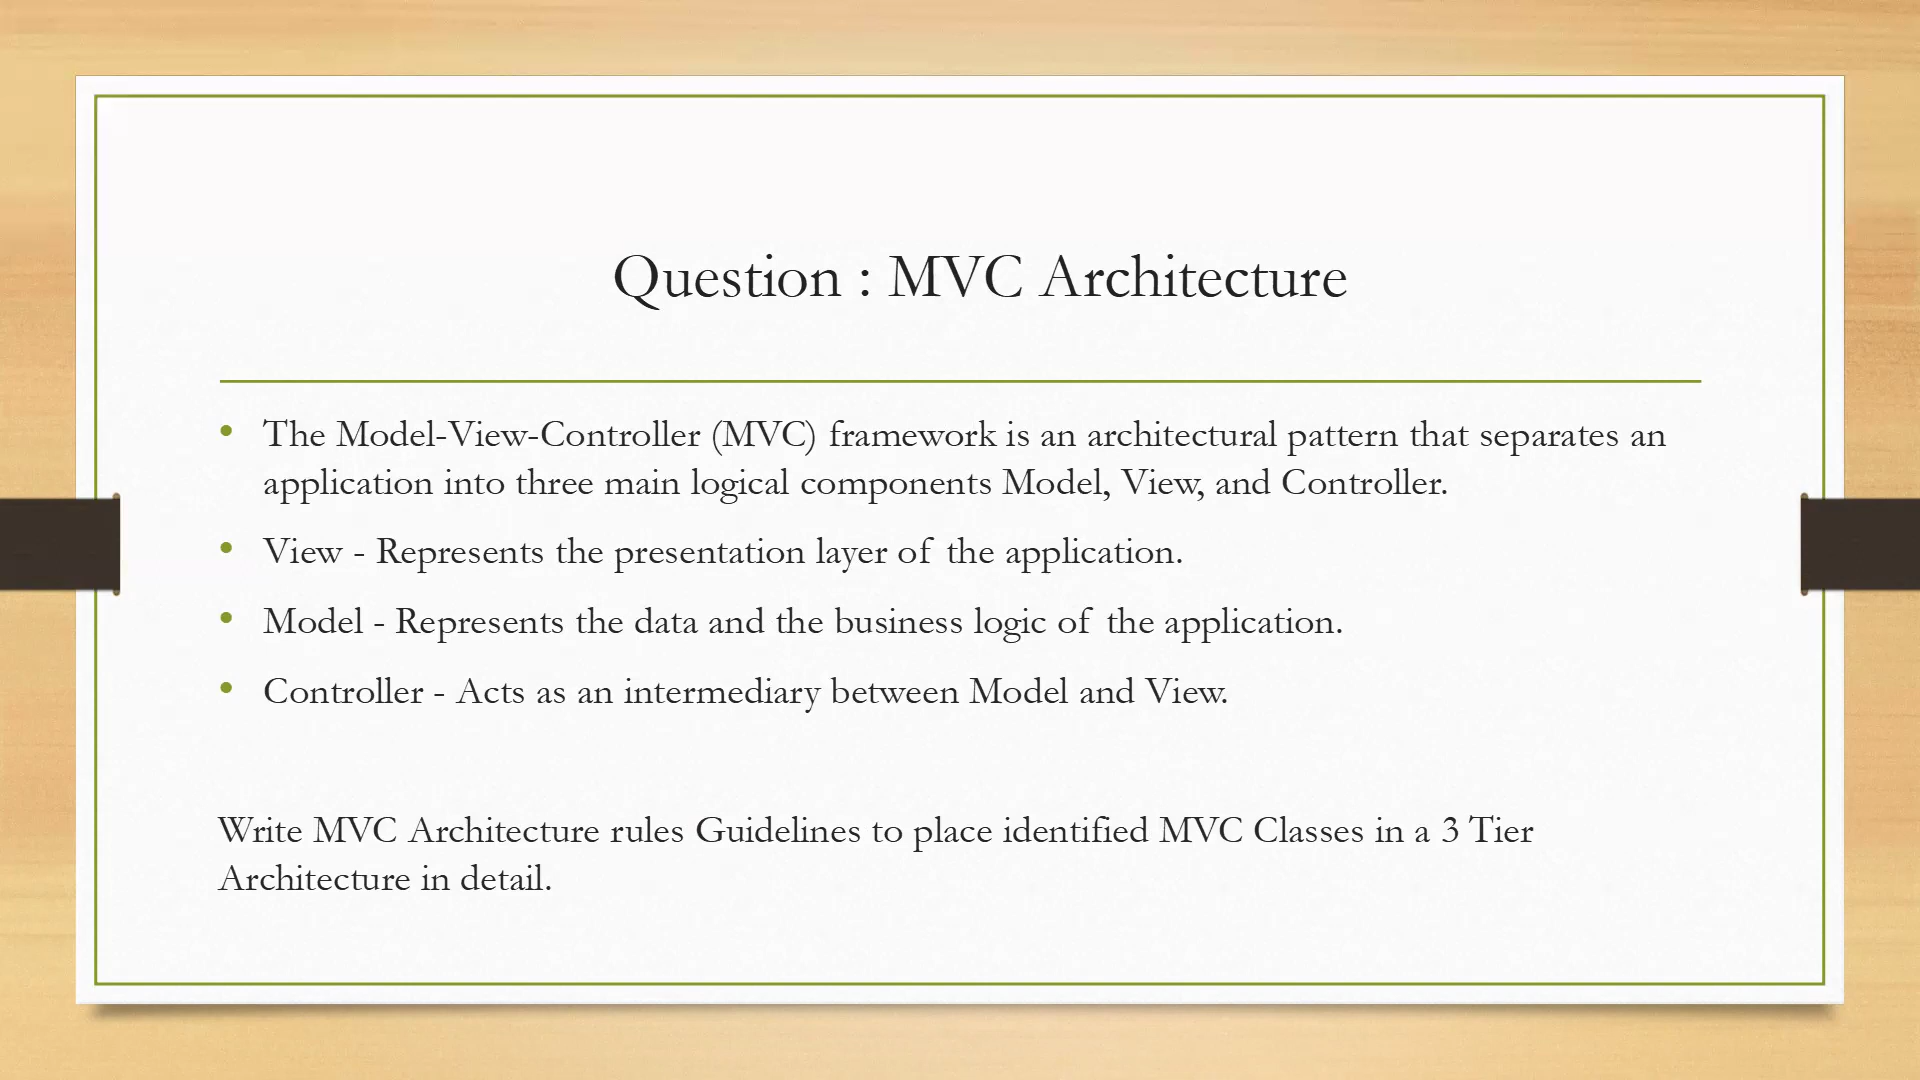 Question : MVC Architecture
• The Model-View-Controller (MVC) framework is an architectural pattern that separates an
application into three main logical components Model, View, and Controller.
• View - Represents the presentation layer of the application.
• Model - Represents the data and the business logic of the application.
• Controller - Acts as an intermediary between Model and View.
Write MVC Architecture rules Guidelines to place identified MVC Classes in a 3 Tier
Architecture in detail.